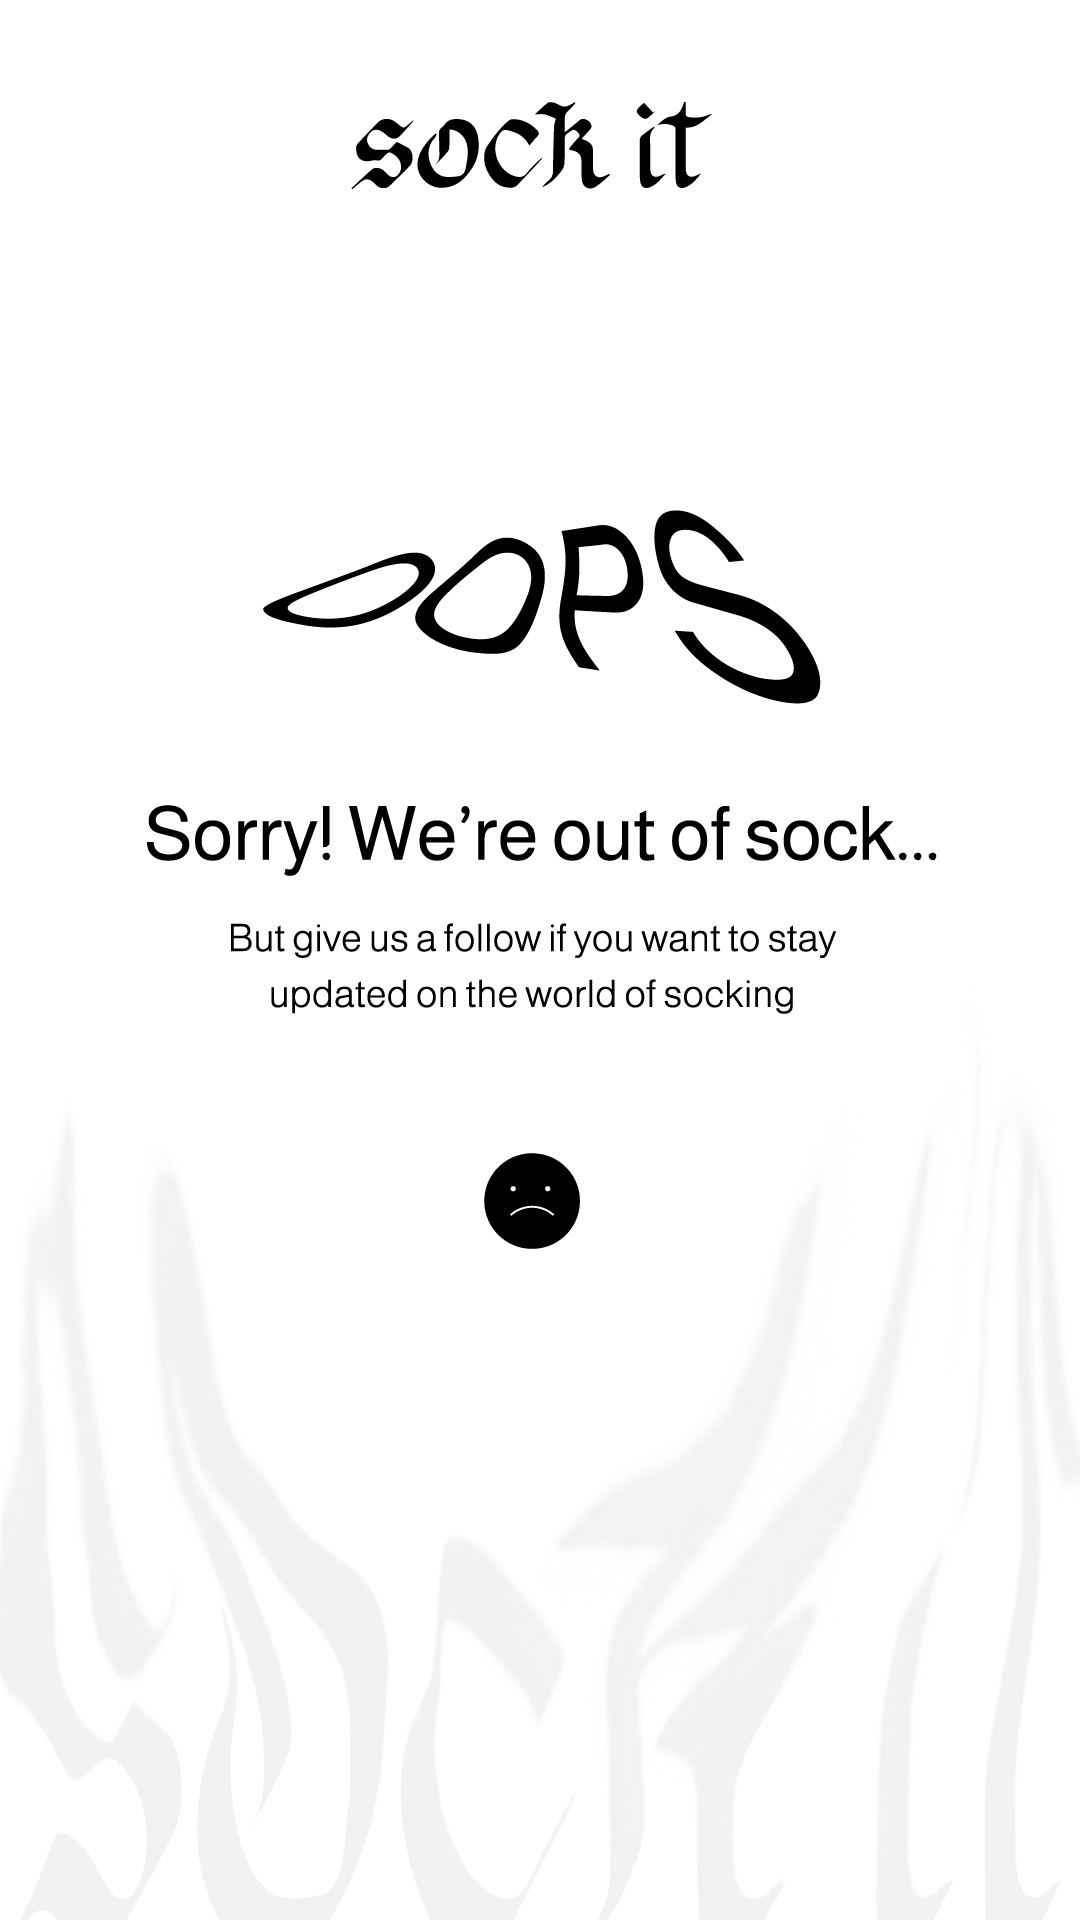 sock it
OOPS
Sorry! We’re out of sock...
But give us a follow if you want to stay
updated on the world of socking
sock it